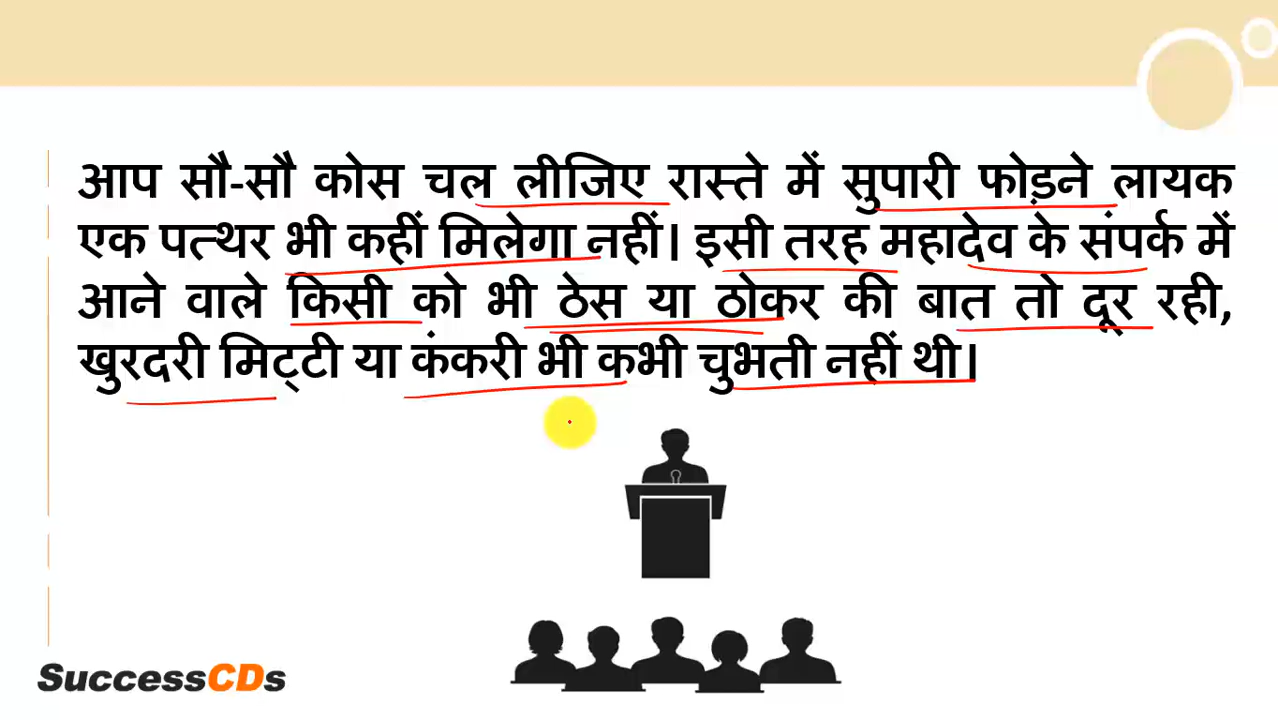 आप सौ-सौ कोस चल लीजिए रास्ते में सुपारी फोड़ने लायक
एक पत्थर भी कहीं मिलेगा नहीं। इसी तरह महादेव के संपर्क में
आने वाले किसी को भी ठेस या ठोकर की बात तो दूर रही,
खुरदरी मिट्टी या कंकरी भी कभी चुभती नहीं थी।
SuccessCDs